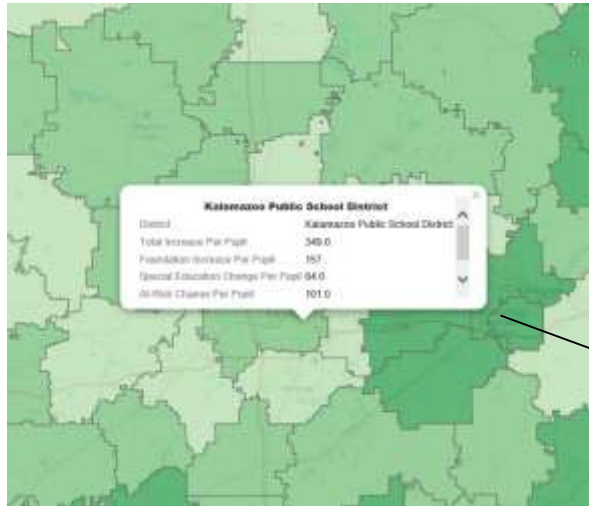 Kalamazoo Public School District
District Kalamazoo Public School District
Total Increase Per Pupil 349.0
Foundation Increase Per Pupil 157
Special Education Change Per Pupil 64.0
At-Risk Change Per Pupil 101.0